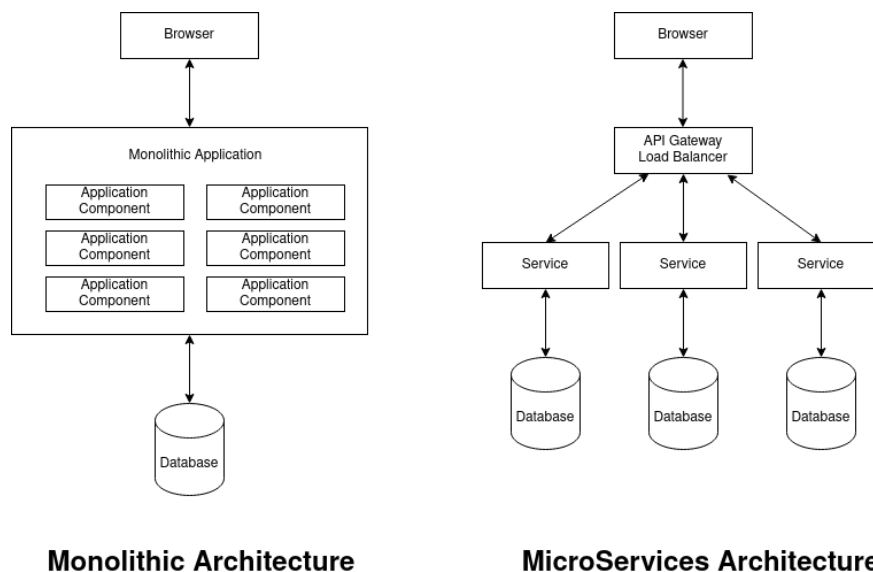 Browser
Monolithic Application
Application
Component
Application
Component
Application
Component
Application
Component
Application
Component
Application
Component
Database
Monolithic Architecture
Browser
API Gateway
Load Balancer
Service
Service
Service
Database
Database
Database
MicroServices Architecture